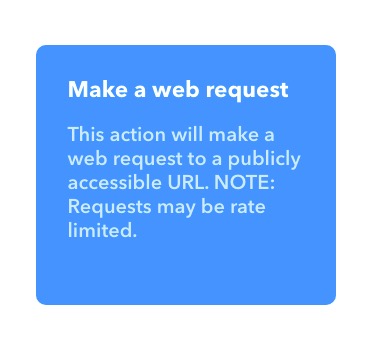 Make a web request
This action will make a
web request to a publicly
accessible URL. NOTE:
Requests may be rate
limited.